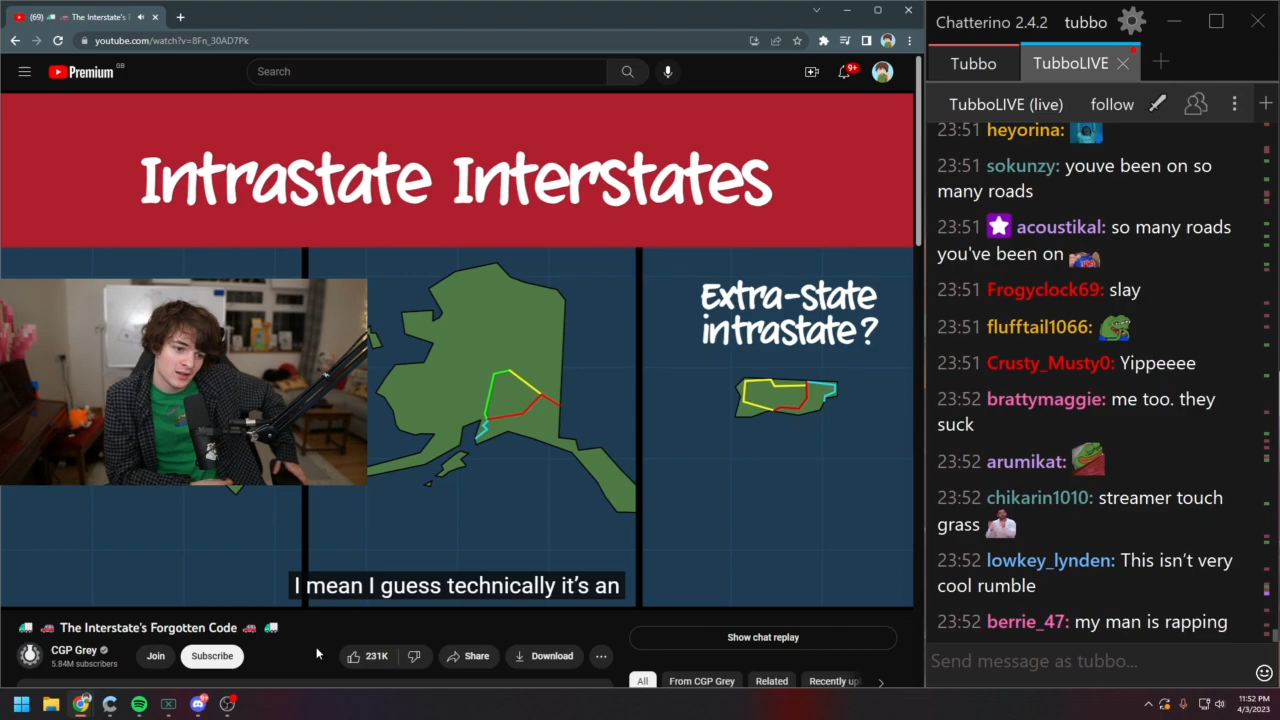 (69) 🚚 🚗 The Interstate's
youtube.com/watch?v=8Fn_30AD7Pk
Premium GB
Search
9+
Intrastate Interstates
Extra-state
intrastate?
I mean I guess technically it's an
🚚 🚗 The Interstate's Forgotten Code 🚗 🚚
CGP Grey
5.84M subscribers
Join
Subscribe
231K
Share
Download
Show chat replay
All
From CGP Grey
Related
Recently upl
Chatterino 2.4.2
tubbo
Tubbo
TubboLIVE
TubboLIVE (live)
follow
23:51 heyorina:
23:51 sokunzy: youve been on so
many roads
23:51 acoustikal: so many roads
you've been on
23:51 Frogyclock69: slay
23:51 flufftail1066:
23:51 Crusty_Musty0: Yippeeee
23:51 brattymaggie: me too. they
suck
23:52 arumikat:
23:52 chikarin1010: streamer touch
grass
23:52 lowkey_lynden: This isn't very
cool rumble
23:52 berrie_47: my man is rapping
Send message as tubbo...
11:52 PM
4/3/2023